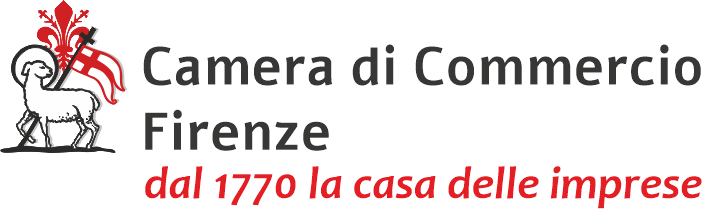 Camera di Commercio
Firenze
dal 1770 la casa delle imprese